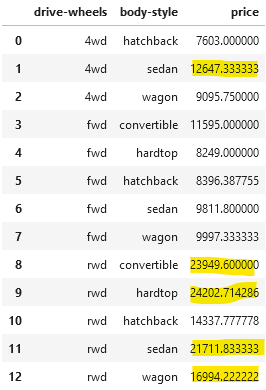 drive-wheels body-style price
0 4wd hatchback 7603.000000
1 4wd sedan 12647.333333
2 4wd wagon 9095.750000
3 fwd convertible 11595.000000
4 fwd hardtop 8249.000000
5 fwd hatchback 8396.387755
6 fwd sedan 9811.800000
7 fwd wagon 9997.333333
8 rwd convertible 23949.600000
9 rwd hardtop 24202.714286
10 rwd hatchback 14337.777778
11 rwd sedan 21711.833333
12 rwd wagon 16994.222222